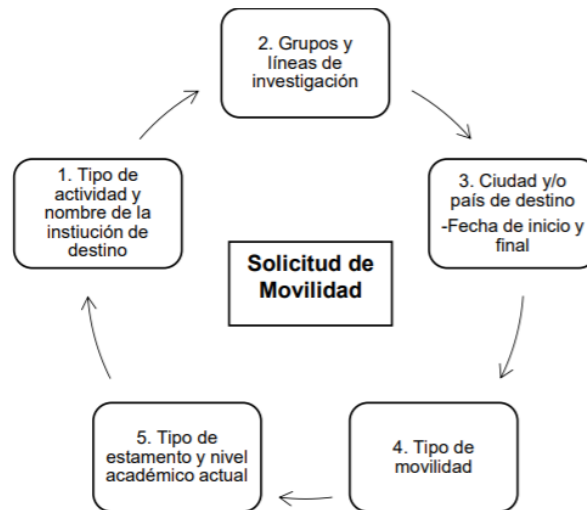 2. Grupos y
líneas de
investigación
1. Tipo de
actividad y
nombre de la
instiución de
destino
3. Ciudad y/o
país de destino
-Fecha de inicio y
final
Solicitud de
Movilidad
5. Tipo de
estamento y nivel
académico actual
4. Tipo de
movilidad